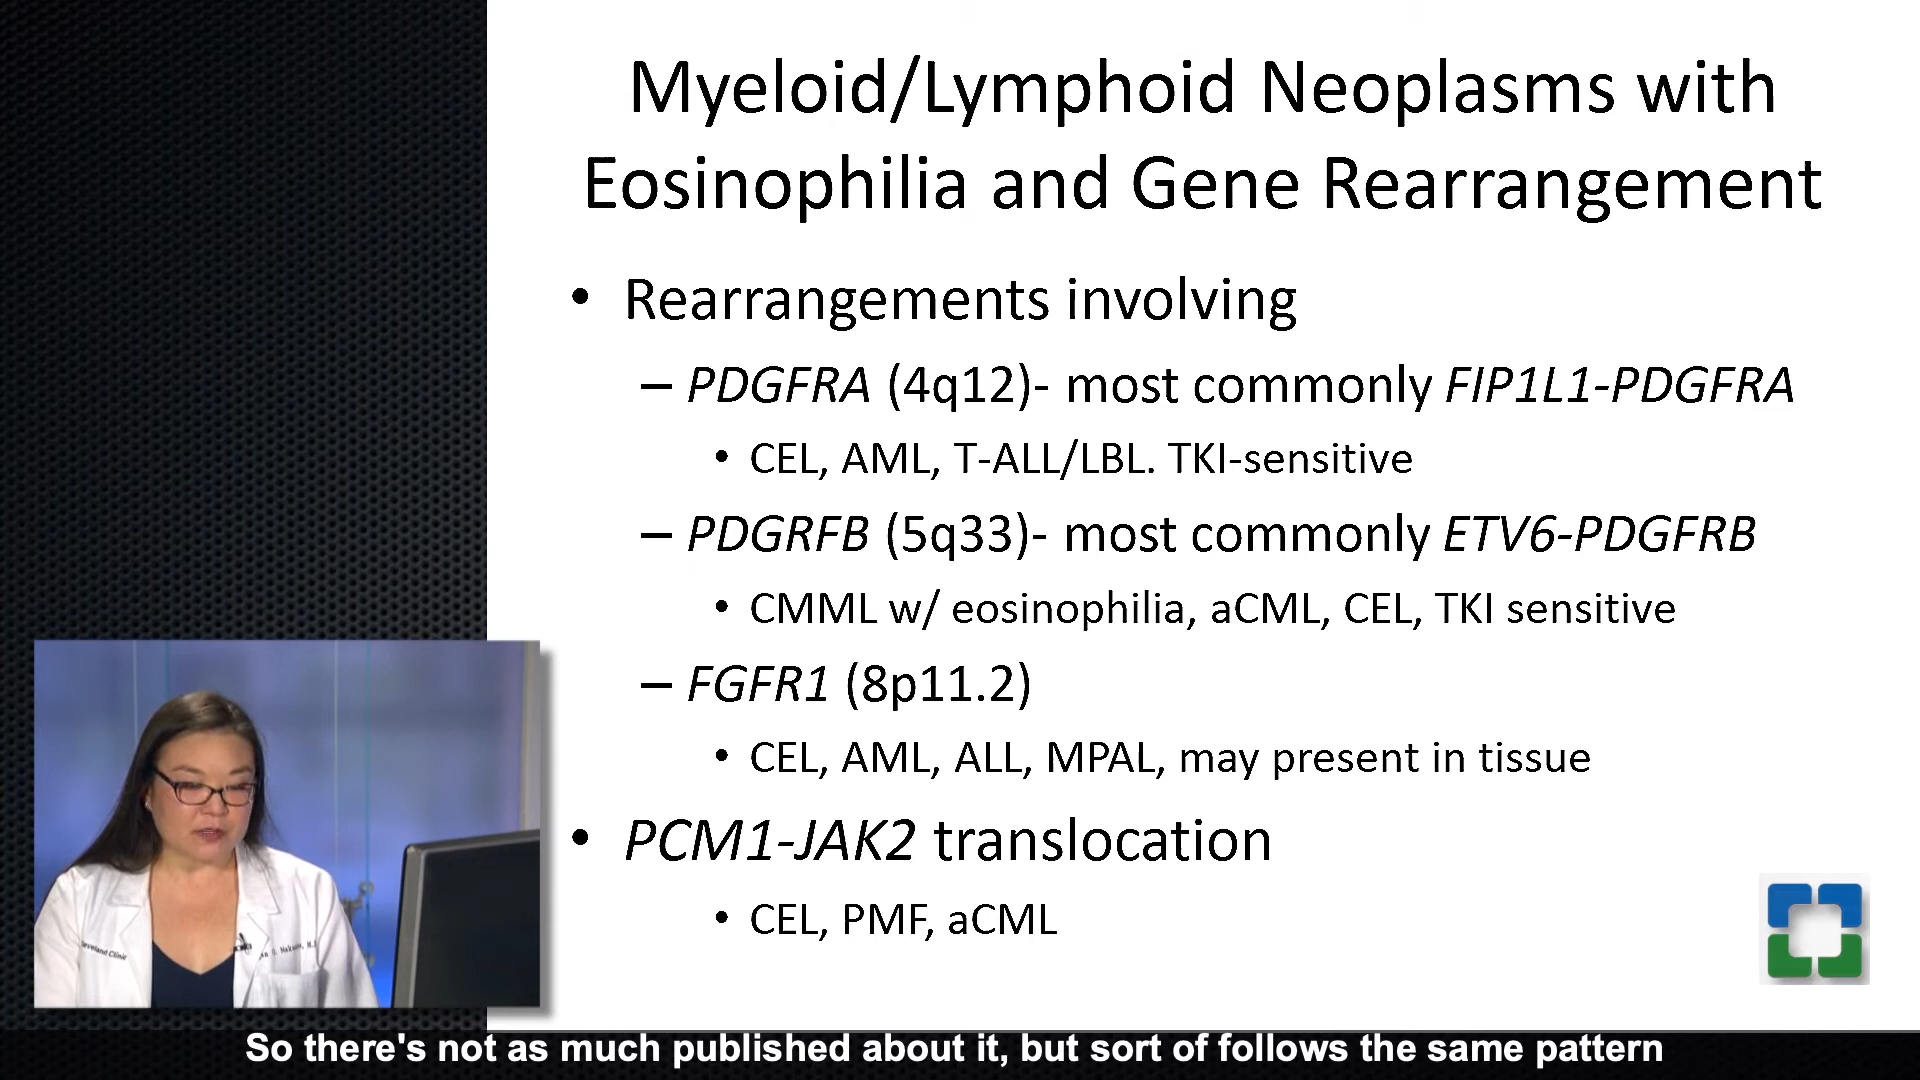 Myeloid/Lymphoid Neoplasms with
Eosinophilia and Gene Rearrangement
• Rearrangements involving
– PDGFRA (4q12)- most commonly FIP1L1-PDGFRA
• CEL, AML, T-ALL/LBL. TKI-sensitive
– PDGRFB (5q33)- most commonly ETV6-PDGFRB
• CMML w/ eosinophilia, aCML, CEL, TKI sensitive
– FGFR1 (8p11.2)
• CEL, AML, ALL, MPAL, may present in tissue
• PCM1-JAK2 translocation
• CEL, PMF, aCML
Cleveland Clinic
So there's not as much published about it, but sort of follows the same pattern